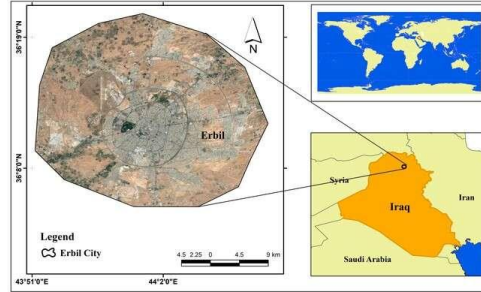 36°19'0"N
36°8'0"N
N
Erbil
Legend
Erbil City
4.5 2.25 0 4.5 9 km
43°51'0"E
44°2'0"E
Syria
Iran
Iraq
Saudi Arabia